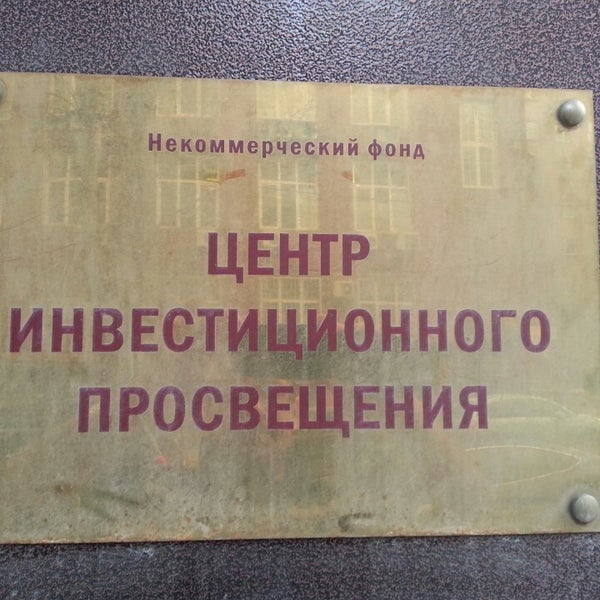 Некоммерческий фонд
ЦЕНТР
ИНВЕСТИЦИОННОГО
ПРОСВЕЩЕНИЯ